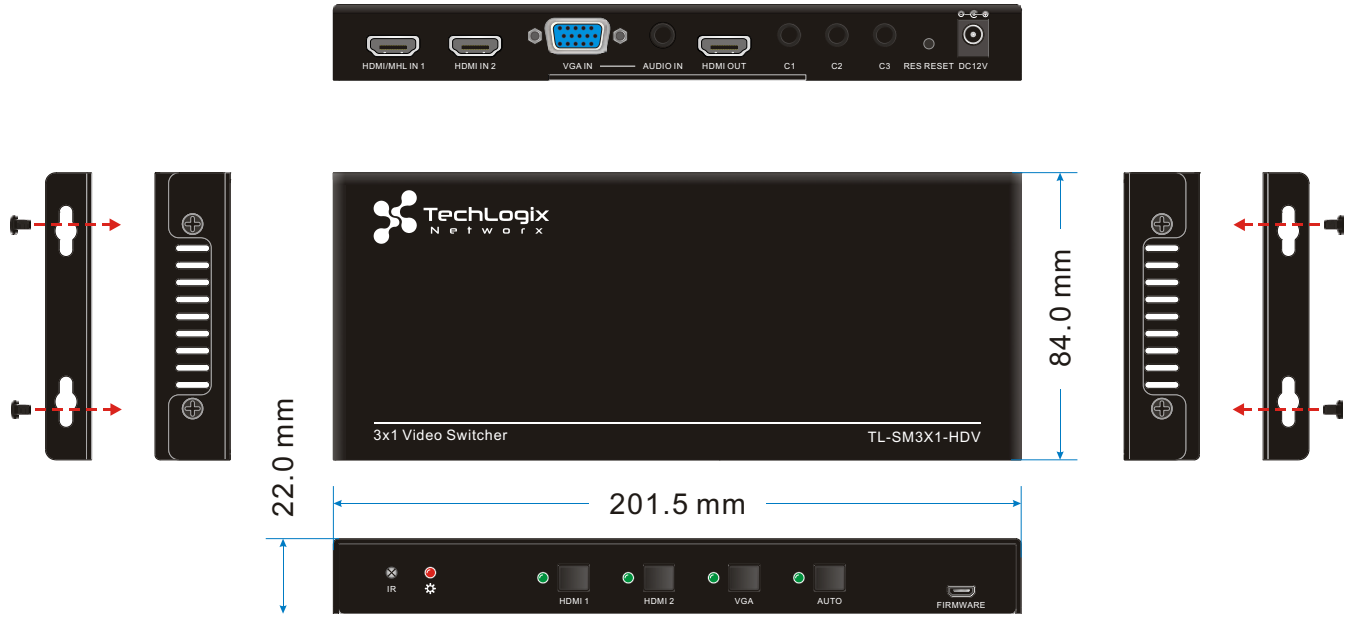 HDMI/MHL IN 1 HDMI IN 2 VGA IN AUDIO IN HDMI OUT C1 C2 C3 RES RESET DC12V
TechLogix
Networx
84.0 mm
3x1 Video Switcher TL-SM3X1-HDV
22.0 mm
201.5 mm
IR HDMI 1 HDMI 2 VGA AUTO FIRMWARE